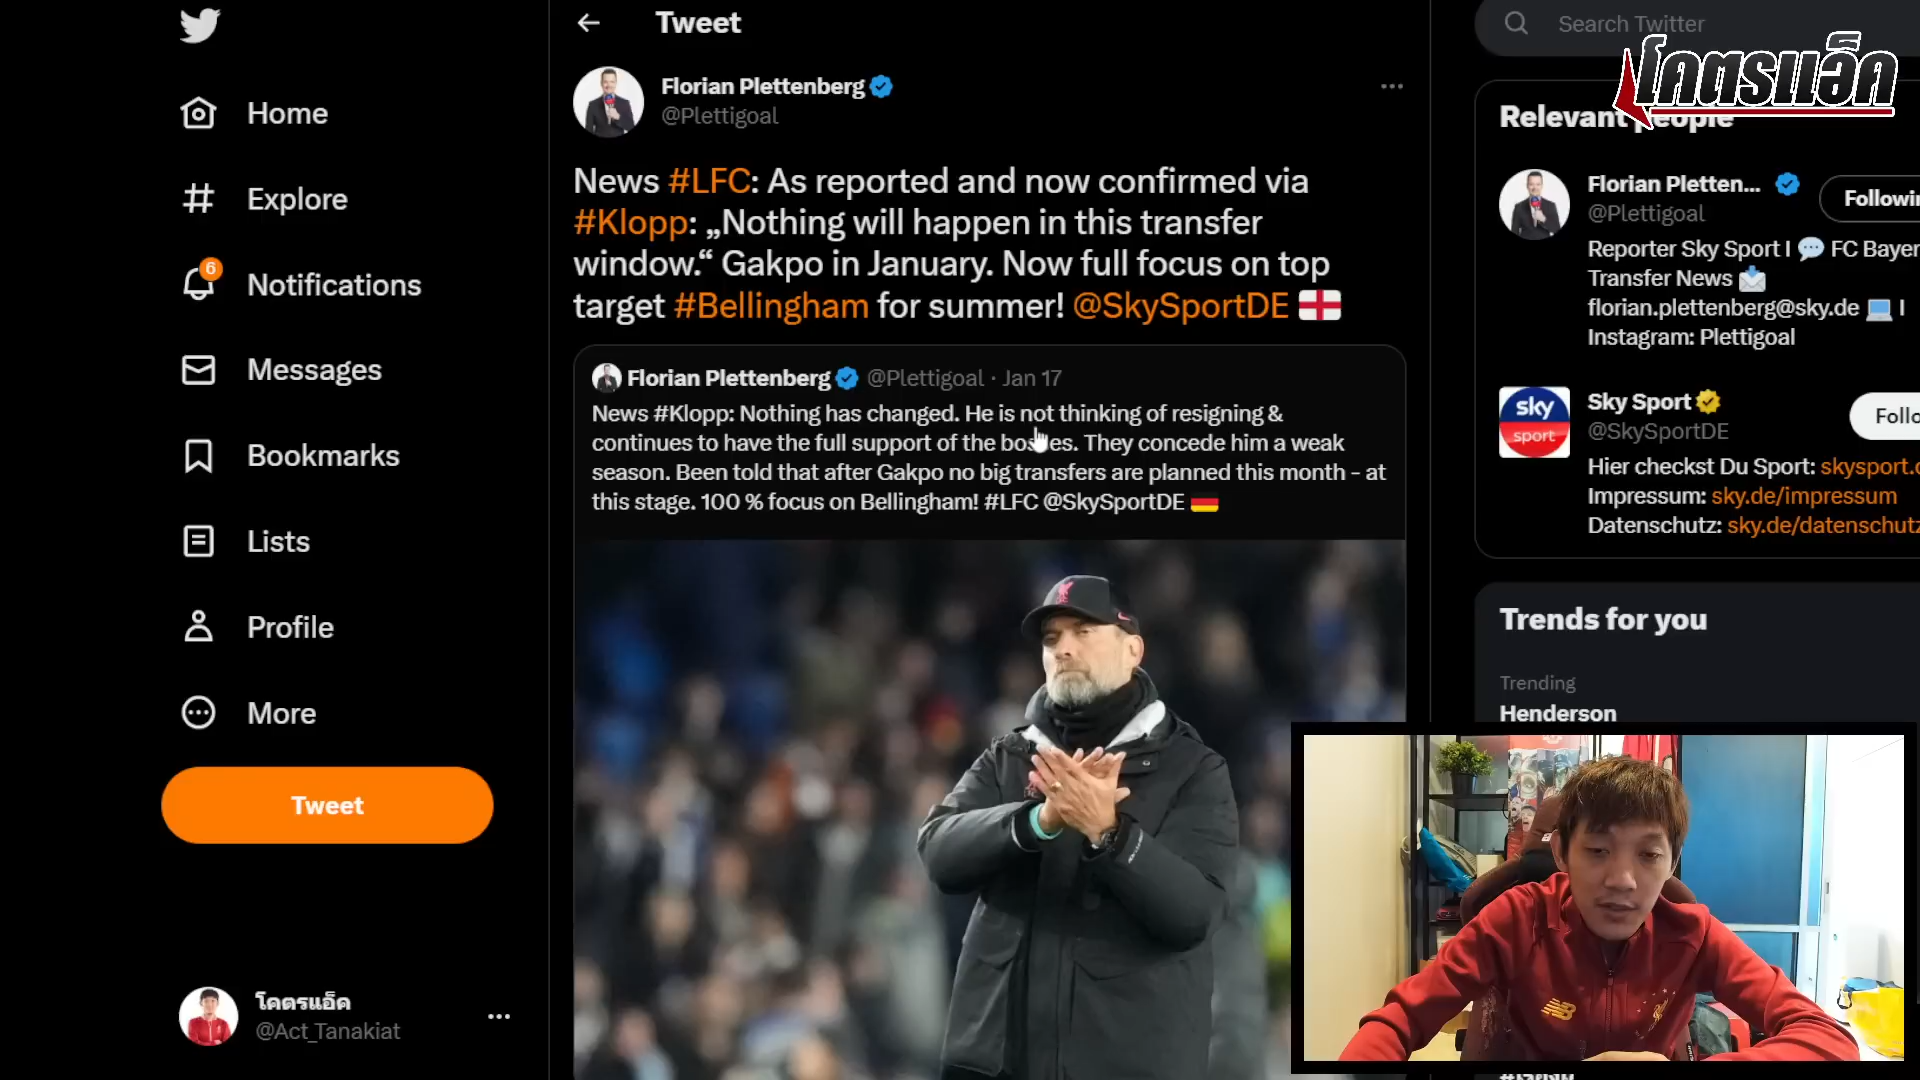 Home
Explore
6
Notifications
Messages
Bookmarks
Lists
Profile
More
Tweet
โคตรแอ็ค
@Act_Tanakiat
Tweet
Florian Plettenberg
@Plettigoal
News #LFC: As reported and now confirmed via
#Klopp: „Nothing will happen in this transfer
window.“ Gakpo in January. Now full focus on top
target #Bellingham for summer! @SkySportDE
Florian Plettenberg @Plettigoal · Jan 17
News #Klopp: Nothing has changed. He is not thinking of resigning &
continues to have the full support of the bosses. They concede him a weak
season. Been told that after Gakpo no big transfers are planned this month – at
this stage. 100 % focus on Bellingham! #LFC @SkySportDE
Search Twitter
โคตรแอ็ค
Relevant people
Florian Pletten...
@Plettigoal
Followin
Reporter Sky Sport I FC Bayer
Transfer News
florian.plettenberg@sky.de I
Instagram: Plettigoal
sky
sport
Sky Sport
@SkySportDE
Follo
Hier checkst Du Sport: skysport.d
Impressum: sky.de/impressum
Datenschutz: sky.de/datenschutz
Trends for you
Trending
Henderson